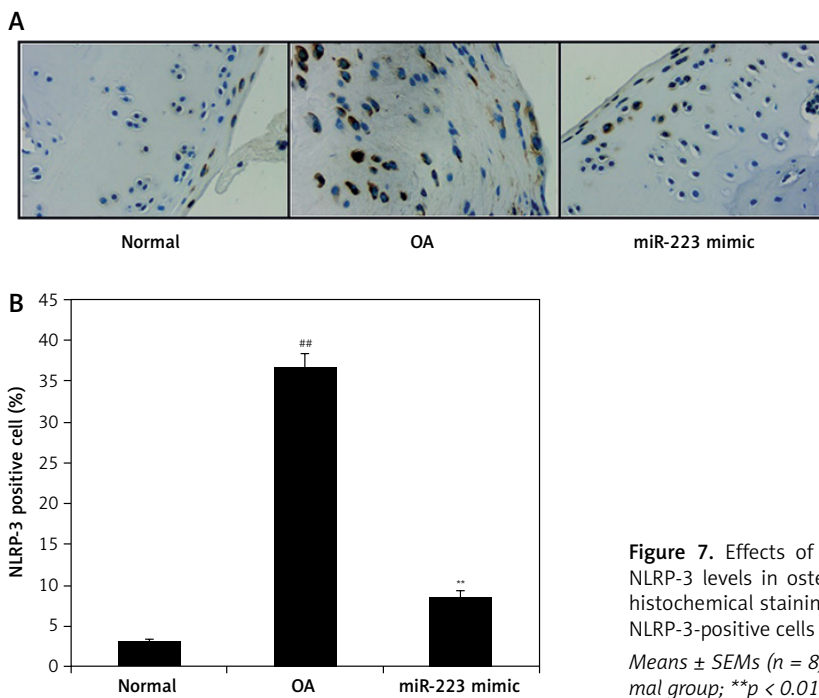 A
Normal OA miR-223 mimic
B
NLRP-3 positive cell (%)
45
40
35
30
25
20
15
10
5
0
##
**
Normal OA miR-223 mimic
Figure 7. Effects of
NLRP-3 levels in oste
histochemical stainin
NLRP-3-positive cells
Means ± SEMs (n = 8)
mal group; **p < 0.01